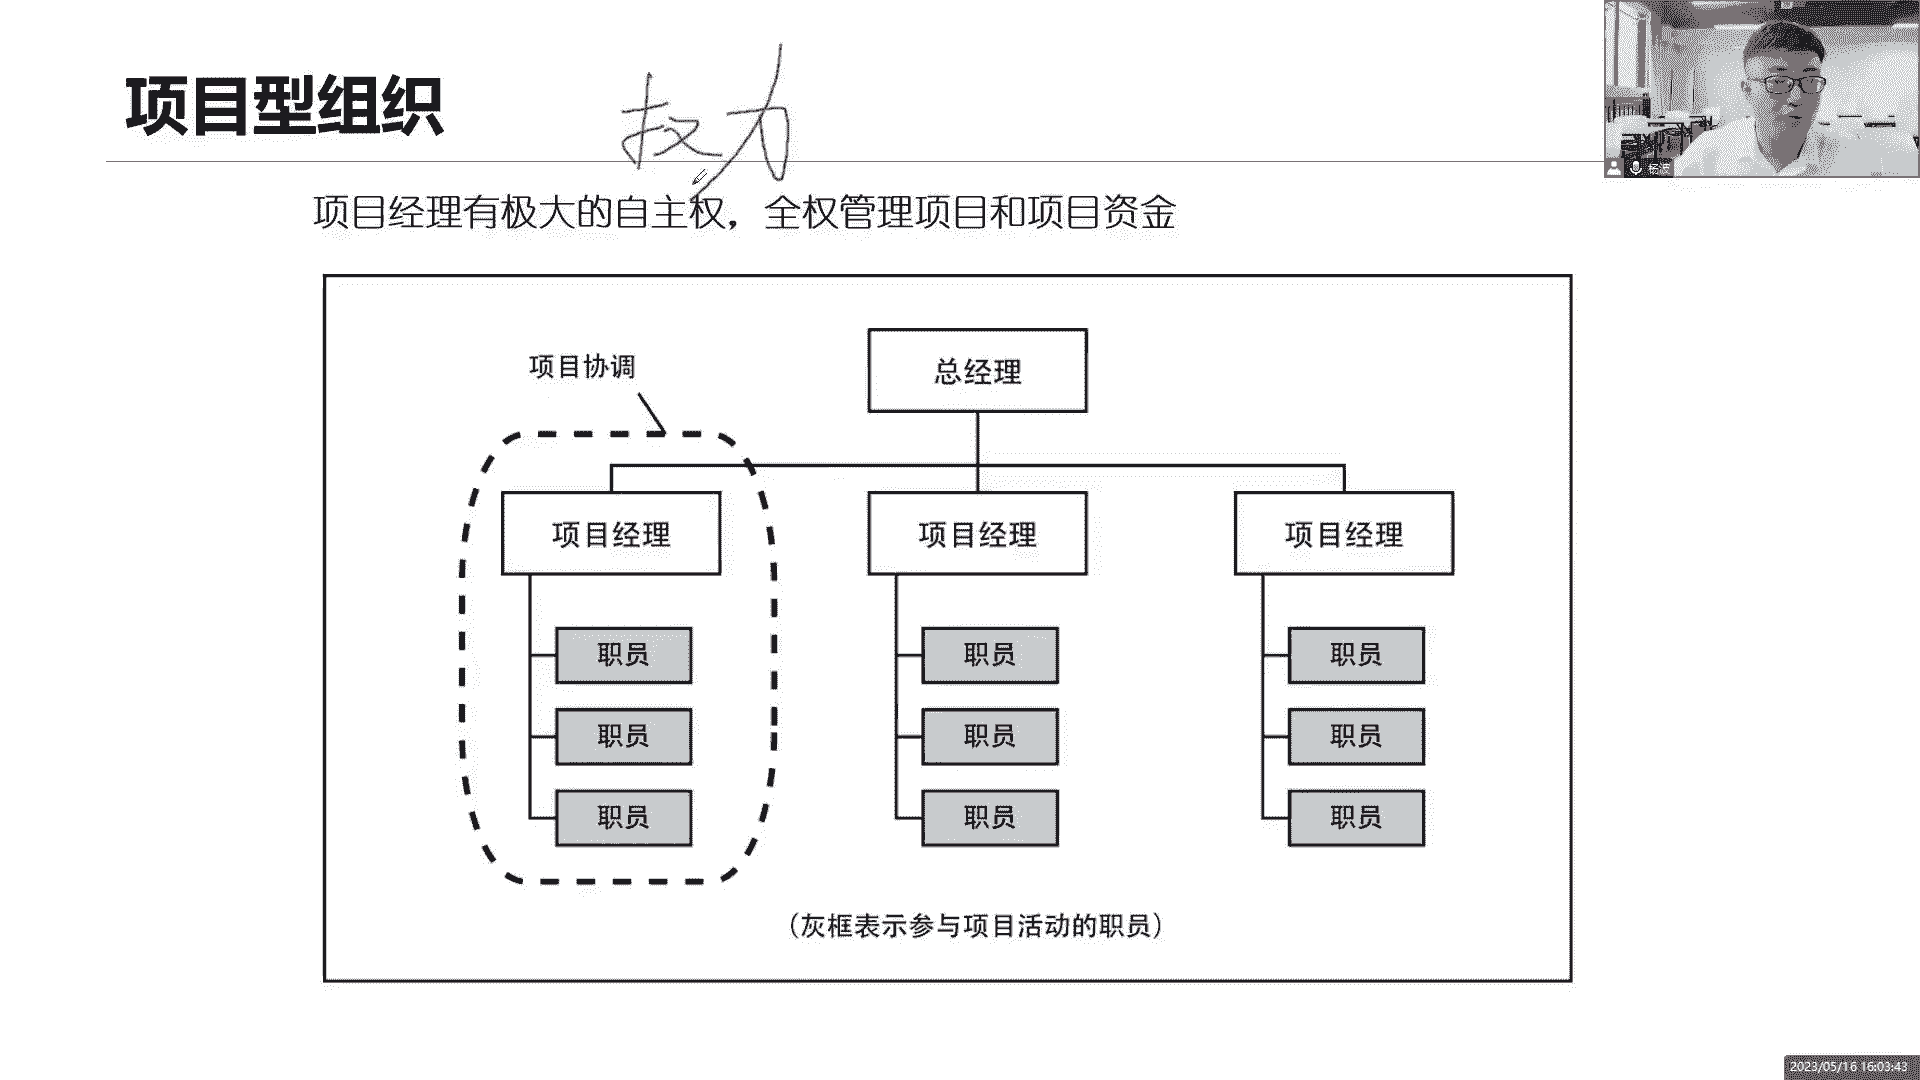 项目型组织
权力
项目经理有极大的自主权，全权管理项目和项目资金
项目协调
总经理
项目经理
项目经理
项目经理
职员
职员
职员
职员
职员
职员
职员
职员
职员
（灰框表示参与项目活动的职员）
2023/05/16 16:03:43